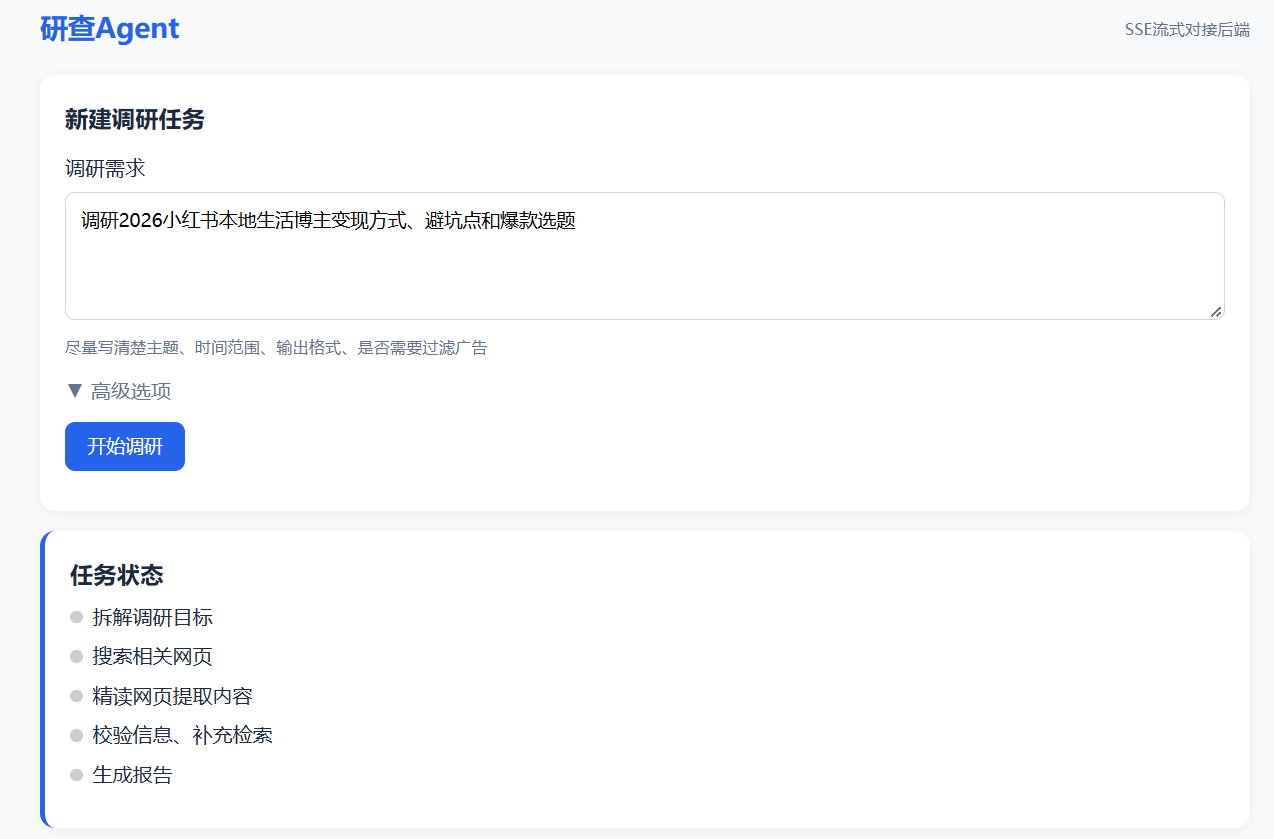 研查Agent
SSE流式对接后端
新建调研任务
调研需求
调研2026小红书本地生活博主变现方式、避坑点和爆款选题
尽量写清楚主题、时间范围、输出格式、是否需要过滤广告
▼ 高级选项
开始调研
任务状态
拆解调研目标
搜索相关网页
精读网页提取内容
校验信息、补充检索
生成报告